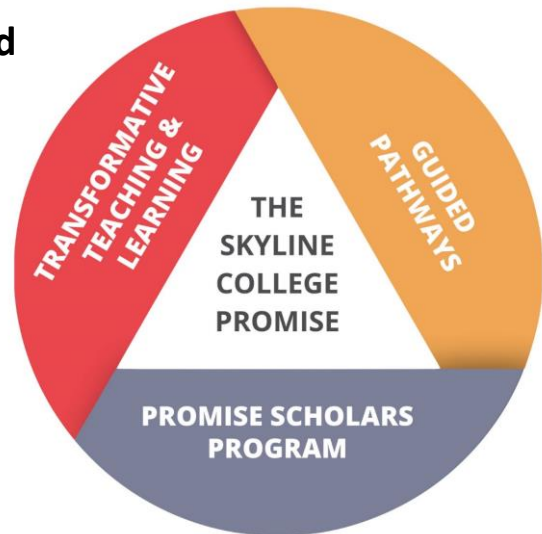 d
TRANSFORMATIVE
TEACHING &
LEARNING
GUIDED
PATHWAYS
THE
SKYLINE
COLLEGE
PROMISE
PROMISE SCHOLARS
PROGRAM